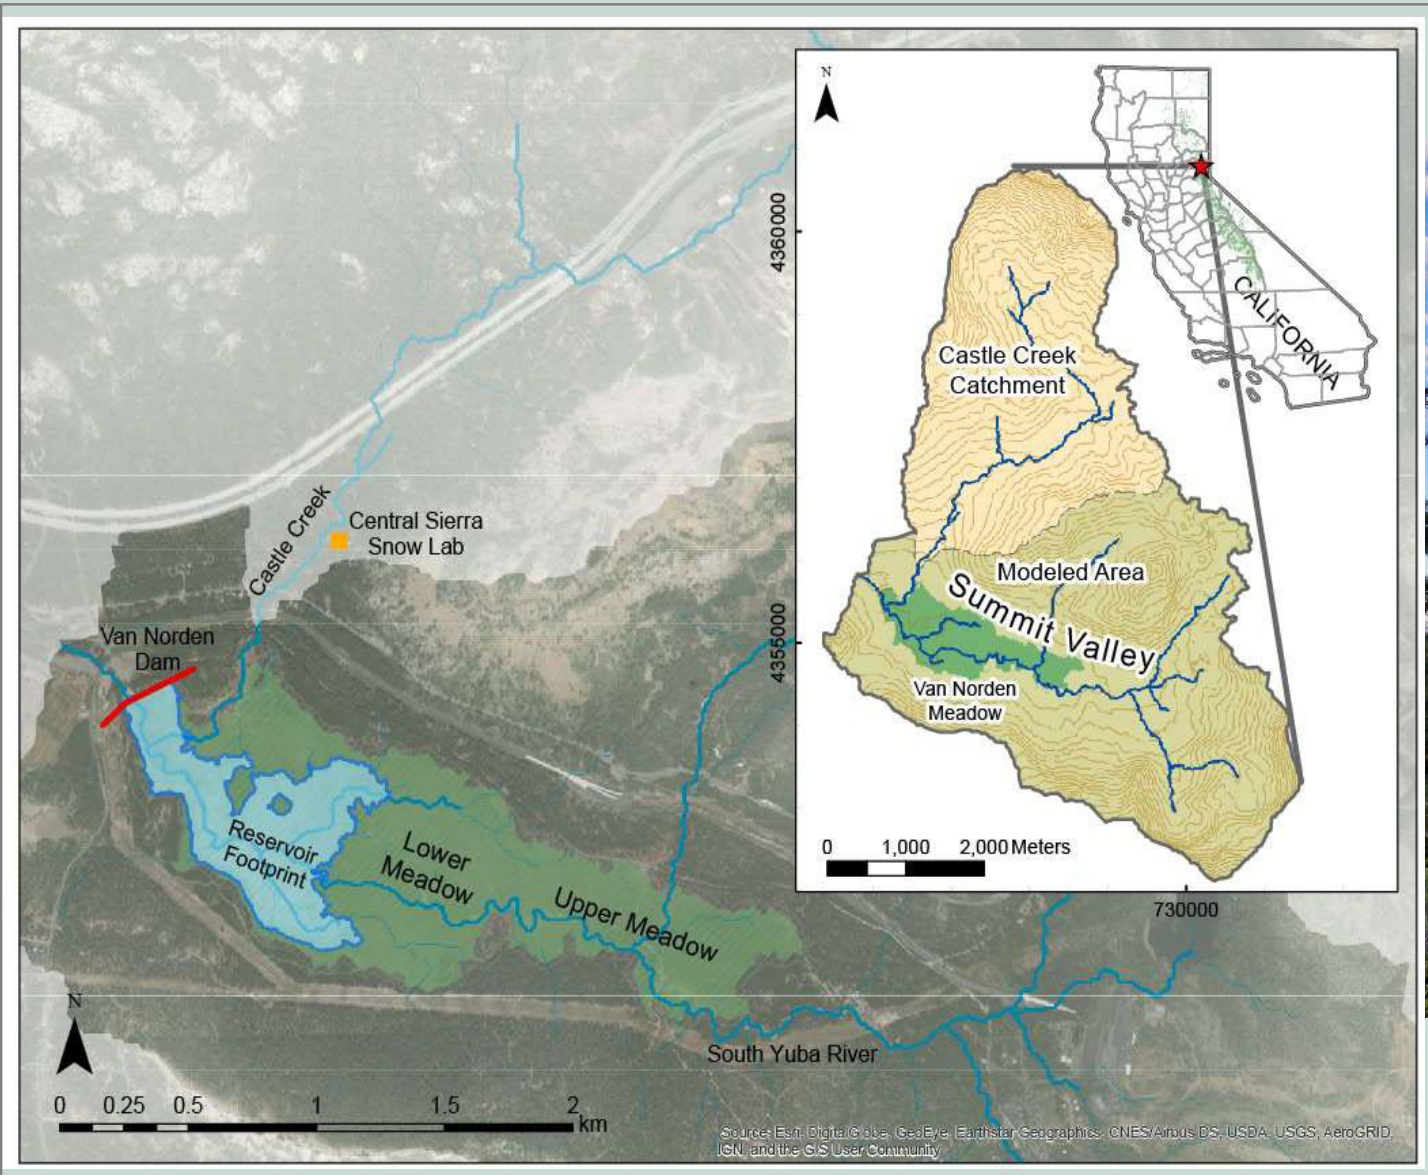 N
CALIFORNIA
4360000
Castle Creek
Catchment
Modeled Area
Summit Valley
Van Norden
Meadow
4355000
0 1,000 2,000 Meters
730000
Castle Creek
Central Sierra
Snow Lab
Van Norden
Dam
Reservoir
Footprint
Lower
Meadow
Upper Meadow
South Yuba River
N
0 0.25 0.5 1 1.5 2
km
Source: Esri, DigitalGlobe, GeoEye, Earthstar Geographics, CNES/Airbus DS, USDA, USGS, AeroGRID,
IGN, and the GIS User Community